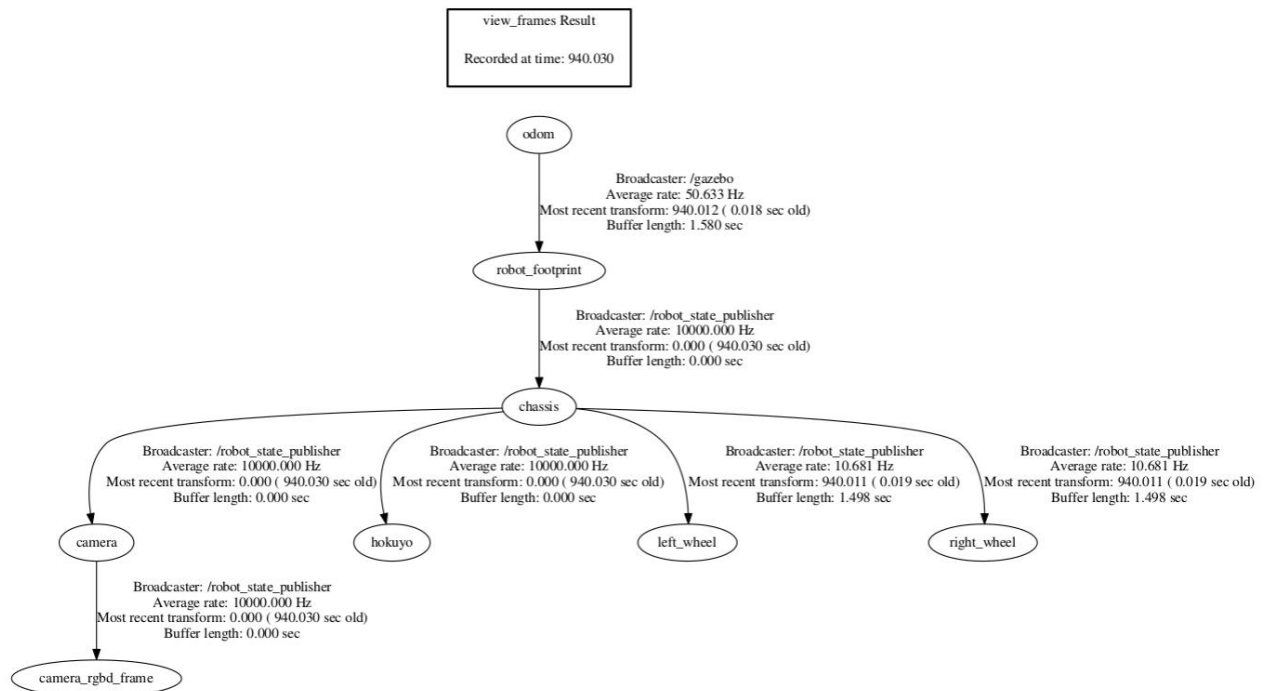 view_frames Result
Recorded at time: 940.030
odom
Broadcaster: /gazebo
Average rate: 50.633 Hz
Most recent transform: 940.012 ( 0.018 sec old)
Buffer length: 1.580 sec
robot_footprint
Broadcaster: /robot_state_publisher
Average rate: 10000.000 Hz
Most recent transform: 0.000 ( 940.030 sec old)
Buffer length: 0.000 sec
chassis
Broadcaster: /robot_state_publisher
Average rate: 10000.000 Hz
Most recent transform: 0.000 ( 940.030 sec old)
Buffer length: 0.000 sec
Broadcaster: /robot_state_publisher
Average rate: 10000.000 Hz
Most recent transform: 0.000 ( 940.030 sec old)
Buffer length: 0.000 sec
Broadcaster: /robot_state_publisher
Average rate: 10.681 Hz
Most recent transform: 940.011 ( 0.019 sec old)
Buffer length: 1.498 sec
Broadcaster: /robot_state_publisher
Average rate: 10.681 Hz
Most recent transform: 940.011 ( 0.019 sec old)
Buffer length: 1.498 sec
camera
hokuyo
left_wheel
right_wheel
Broadcaster: /robot_state_publisher
Average rate: 10000.000 Hz
Most recent transform: 0.000 ( 940.030 sec old)
Buffer length: 0.000 sec
camera_rgbd_frame